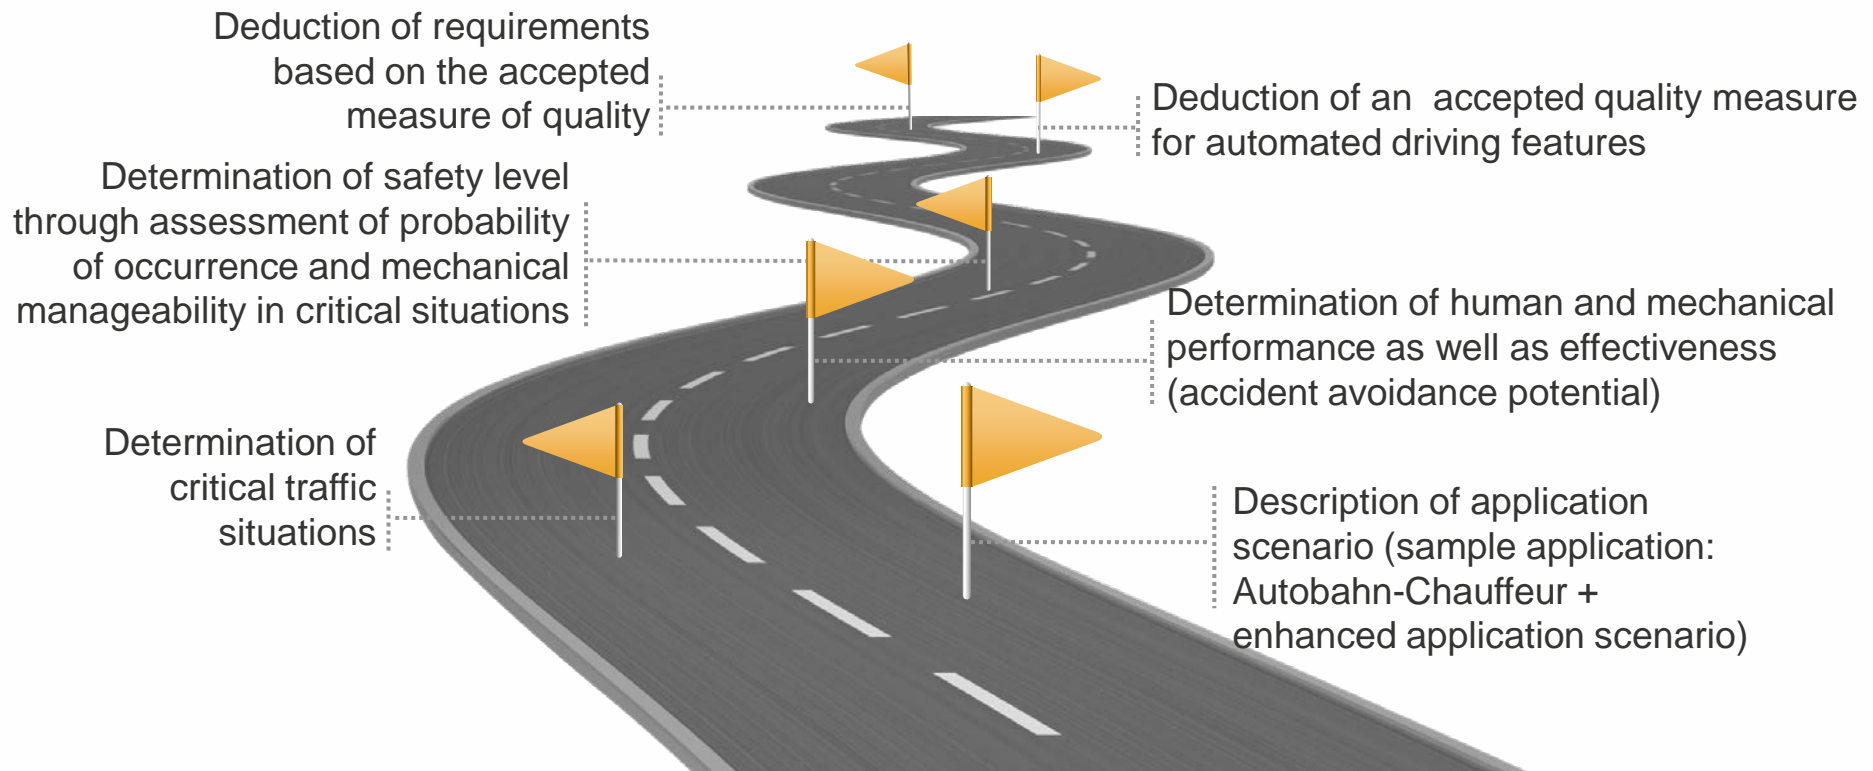 Deduction of requirements
based on the accepted
measure of quality
Deduction of an  accepted quality measure
for automated driving features
Determination of safety level
through assessment of probability
of occurrence and mechanical
manageability in critical situations
Determination of human and mechanical
performance as well as effectiveness
(accident avoidance potential)
Determination of
critical traffic
situations
Description of application
scenario (sample application:
Autobahn-Chauffeur +
enhanced application scenario)